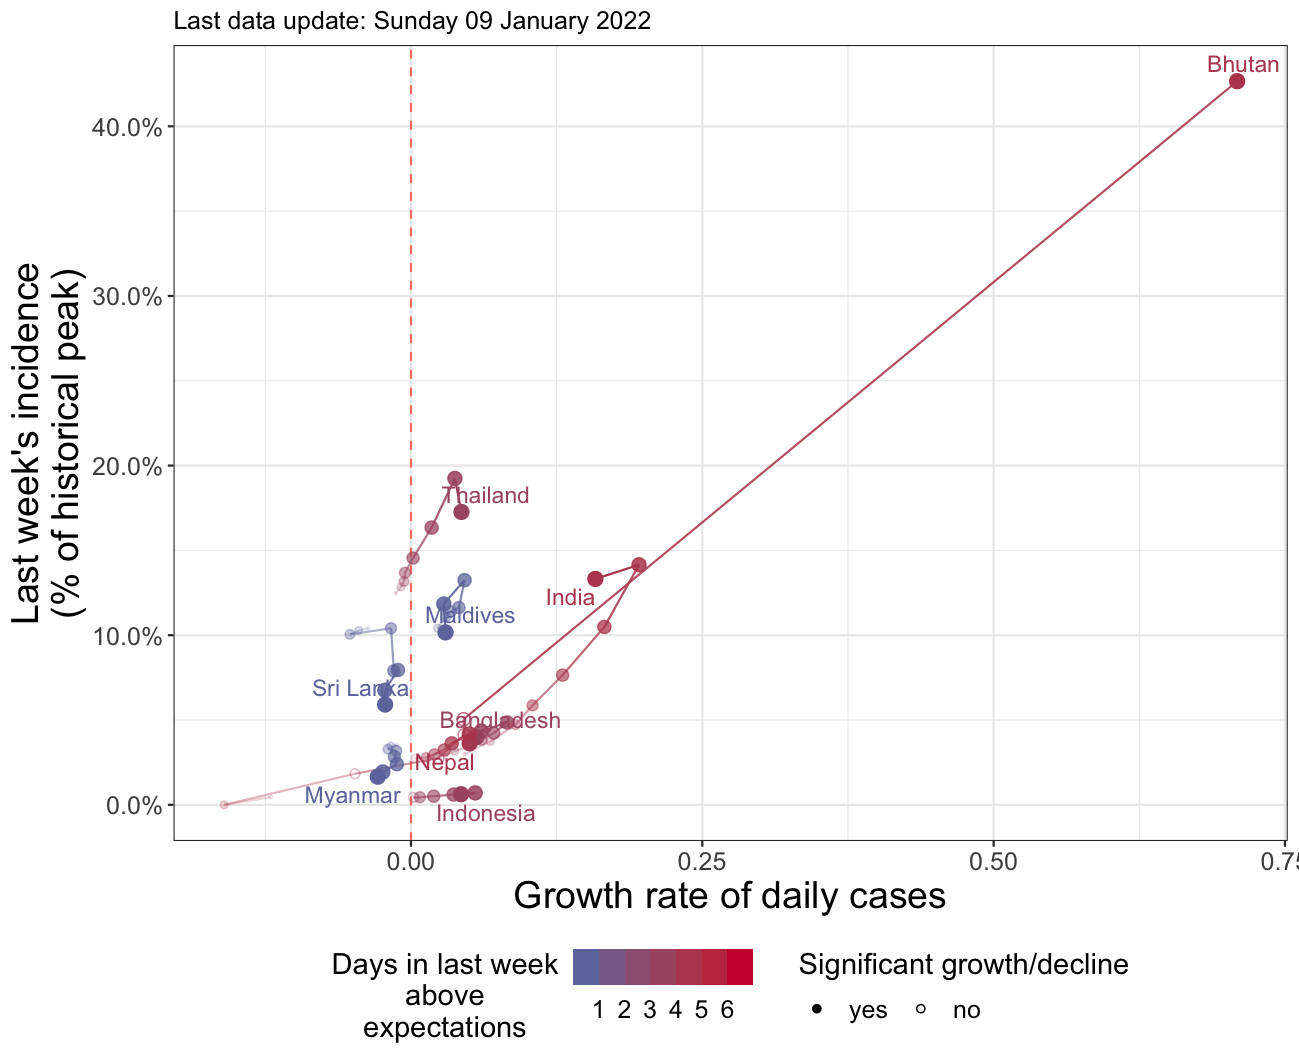 Last data update: Sunday 09 January 2022
Last week's incidence
(% of historical peak)
40.0%
30.0%
20.0%
10.0%
0.0%
Bhutan
Thailand
India
Maldives
Sri Lanka
Bangladesh
Nepal
Myanmar
Indonesia
0.00 0.25 0.50
Growth rate of daily cases
Days in last week
above
expectations
1 2 3 4 5 6
Significant growth/decline
yes no